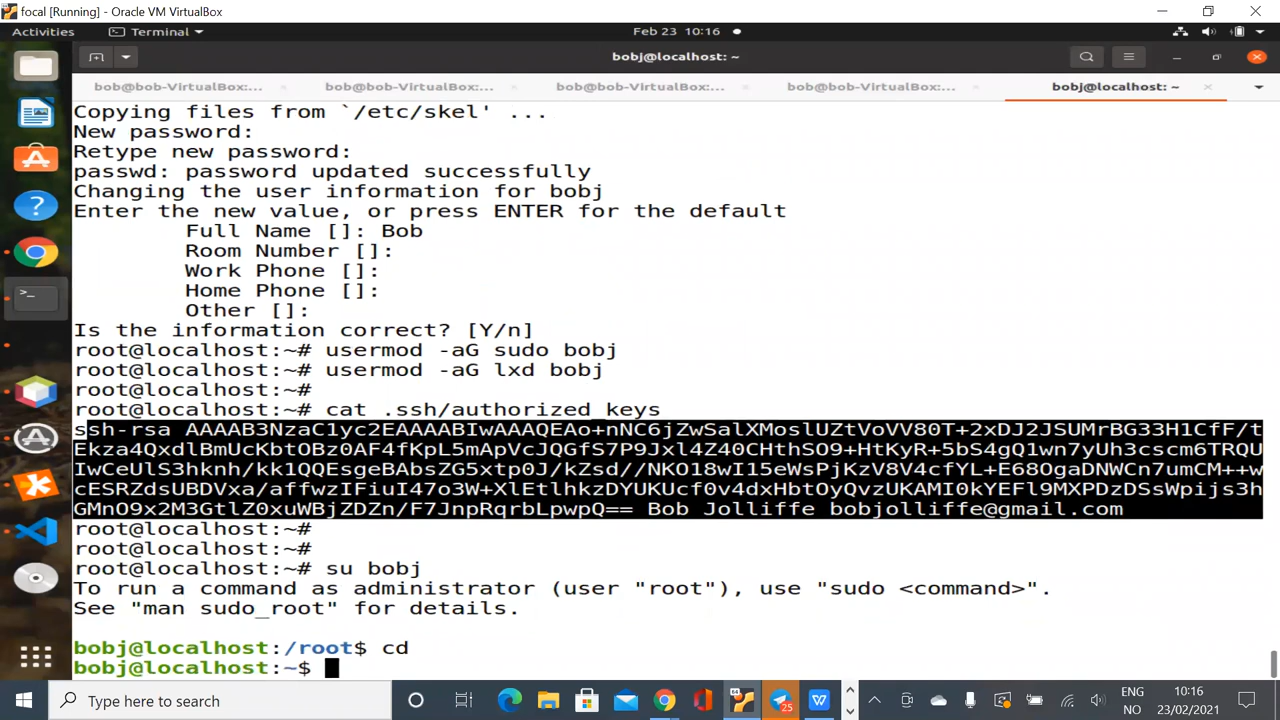 focal [Running] - Oracle VM VirtualBox
Activities Terminal Feb 23 10:16
bobj@localhost: ~
bob@bob-VirtualBox:... bob@bob-VirtualBox:... bob@bob-VirtualBox:... bob@bob-VirtualBox:... bobj@localhost: ~
Copying files from `/etc/skel' ...
New password:
Retype new password:
passwd: password updated successfully
Changing the user information for bobj
Enter the new value, or press ENTER for the default
Full Name []: Bob
Room Number []:
Work Phone []:
Home Phone []:
Other []:
Is the information correct? [Y/n]
root@localhost:~# usermod -aG sudo bobj
root@localhost:~# usermod -aG lxd bobj
root@localhost:~#
root@localhost:~# cat .ssh/authorized_keys
ssh-rsa AAAAB3NzaC1yc2EAAAABIwAAAQEAo+nNC6jZwSalXMoslUZtVoVV80T+2xDJ2JSUMrBG33H1CfF/t
Ekza4QxdlBmUcKbtOBz0AF4fKpL5mApVcJQGfS7P9Jxl4Z40CHthSO9+HtKyR+5bS4gQ1wn7yUh3cscm6TRQU
IwCeUlS3hknh/kk1QQEsgeBAbsZG5xtp0J/kZsd//NKO18wI15eWsPjKzV8V4cfYL+E68OgaDNWCn7umCM++w
cESRZdsUBDVxa/affwzIFiuI47o3W+XlEtlhkzDYUKUcf0v4dxHbtOyQvzUKAMI0kYEFl9MXPDzDSsWpijs3h
GMnO9x2M3GtlZ0xuWBjZDZn/F7JnpRqrbLpwpQ== Bob Jolliffe bobjolliffe@gmail.com
root@localhost:~#
root@localhost:~#
root@localhost:~# su bobj
To run a command as administrator (user "root"), use "sudo <command>".
See "man sudo_root" for details.
bobj@localhost:/root$ cd
bobj@localhost:~$
Type here to search
25
ENG
NO
10:16
23/02/2021